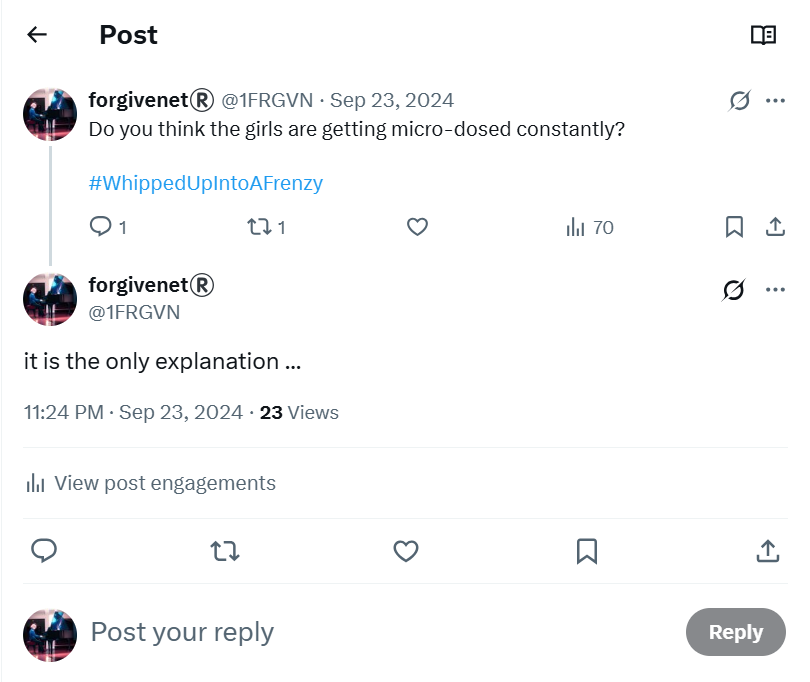 Post
forgivenet®️ @1FRGVN · Sep 23, 2024
Do you think the girls are getting micro-dosed constantly?
#WhippedUpIntoAFrenzy
1 1 70
forgivenet®️
@1FRGVN
it is the only explanation ...
11:24 PM · Sep 23, 2024 · 23 Views
View post engagements
Post your reply
Reply